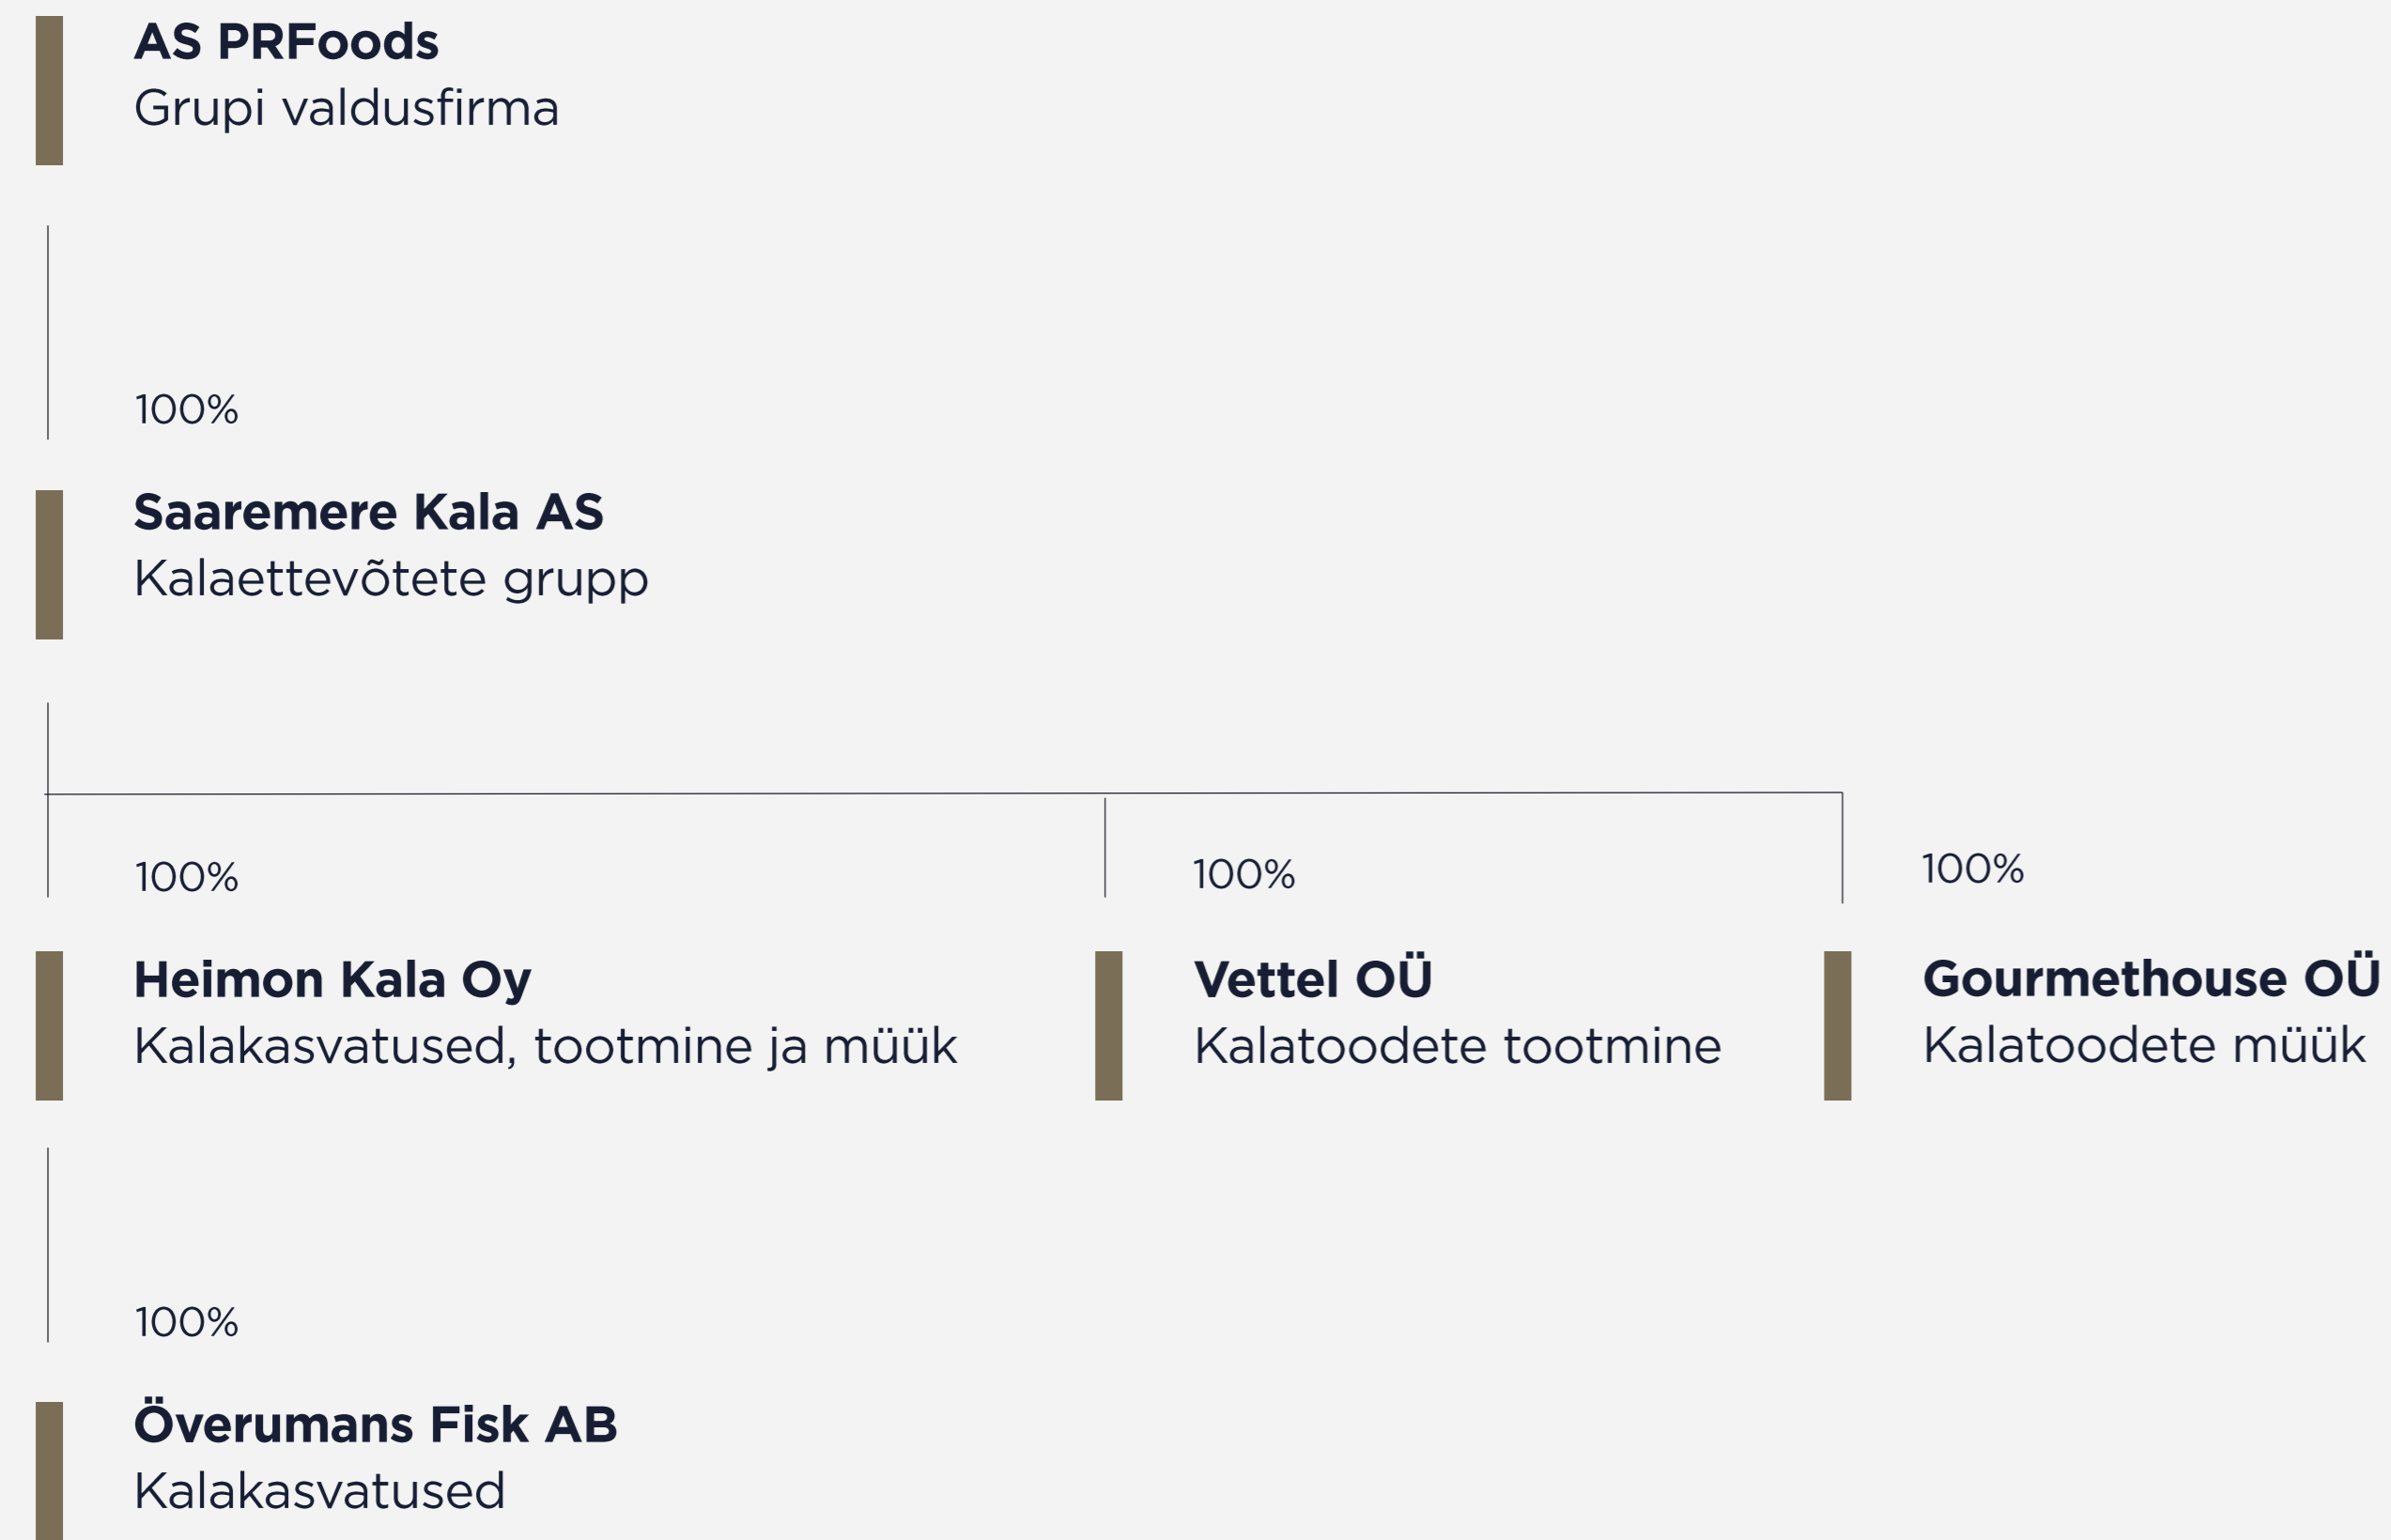 AS PRFoods
Grupi valdusfirma
100%
Saaremere Kala AS
Kalaettevõtete grupp
100%
Heimon Kala Oy
Kalakasvatused, tootmine ja müük
100%
Vettel OÜ
Kalatoodete tootmine
100%
Gourmethouse OÜ
Kalatoodete müük
100%
Överumans Fisk AB
Kalakasvatused